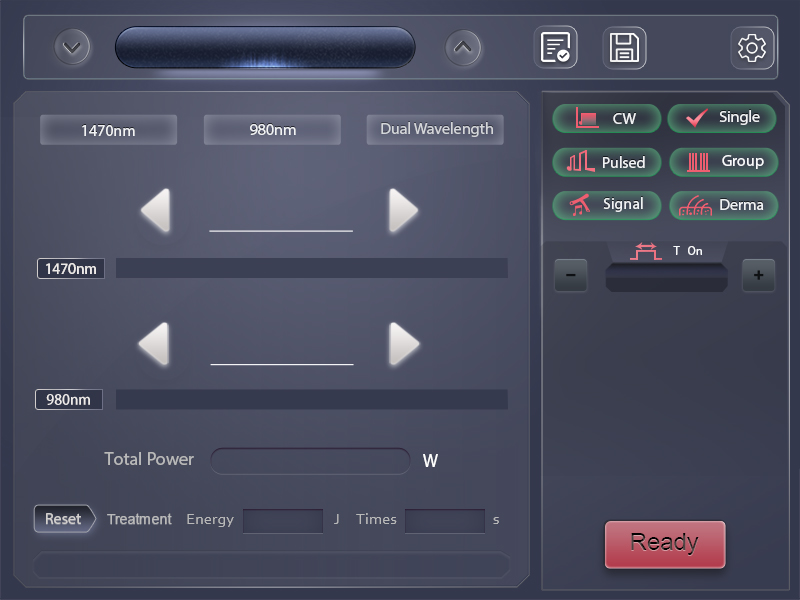 1470nm
980nm
Dual Wavelength
1470nm
980nm
Total Power
W
Reset
Treatment
Energy
J
Times
s
CW
Single
Pulsed
Group
Signal
Derma
T On
−
+
Ready